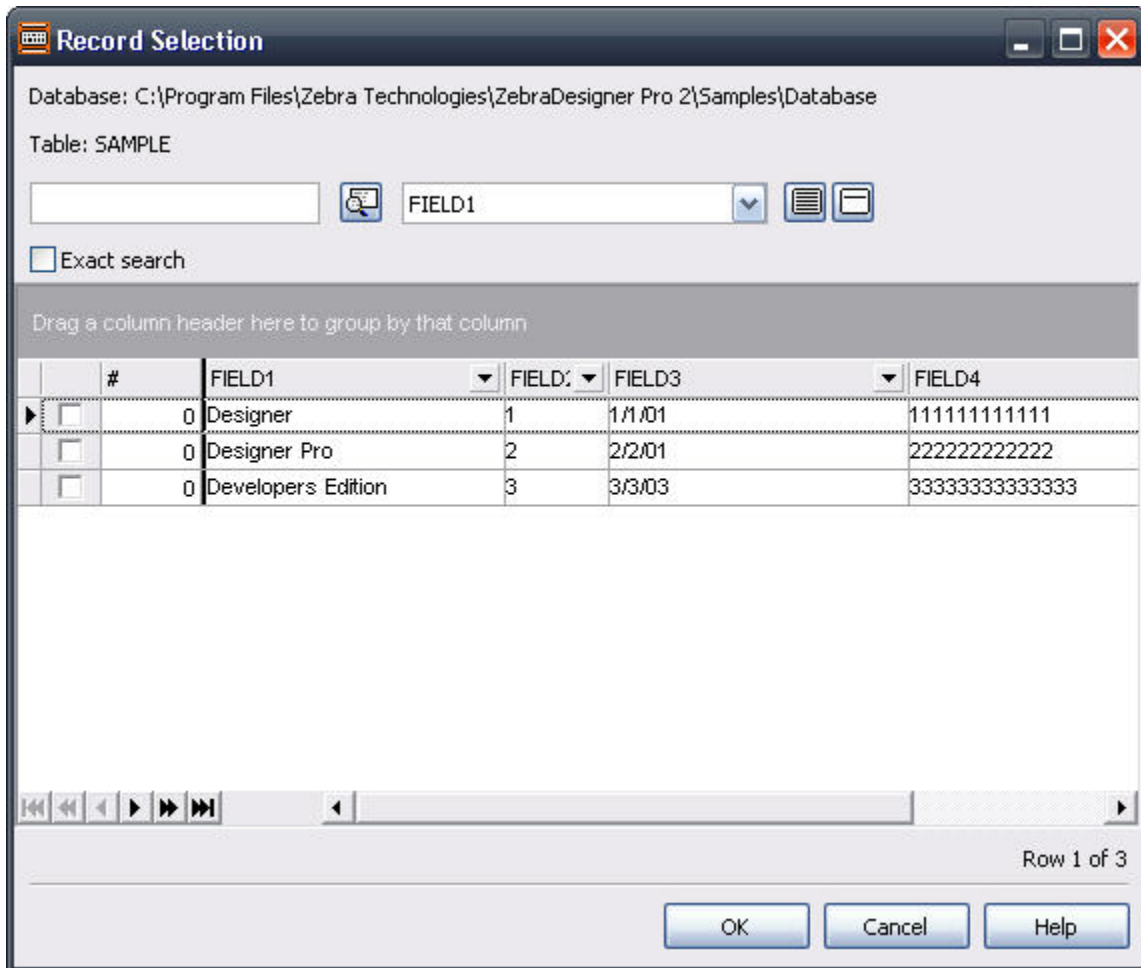 Record Selection
Database: C:\Program Files\Zebra Technologies\ZebraDesigner Pro 2\Samples\Database
Table: SAMPLE
FIELD1
Exact search
Drag a column header here to group by that column
# FIELD1 FIELD2 FIELD3 FIELD4
0 Designer 1 1/1/01 111111111111
0 Designer Pro 2 2/2/01 222222222222
0 Developers Edition 3 3/3/03 33333333333333
Row 1 of 3
OK Cancel Help